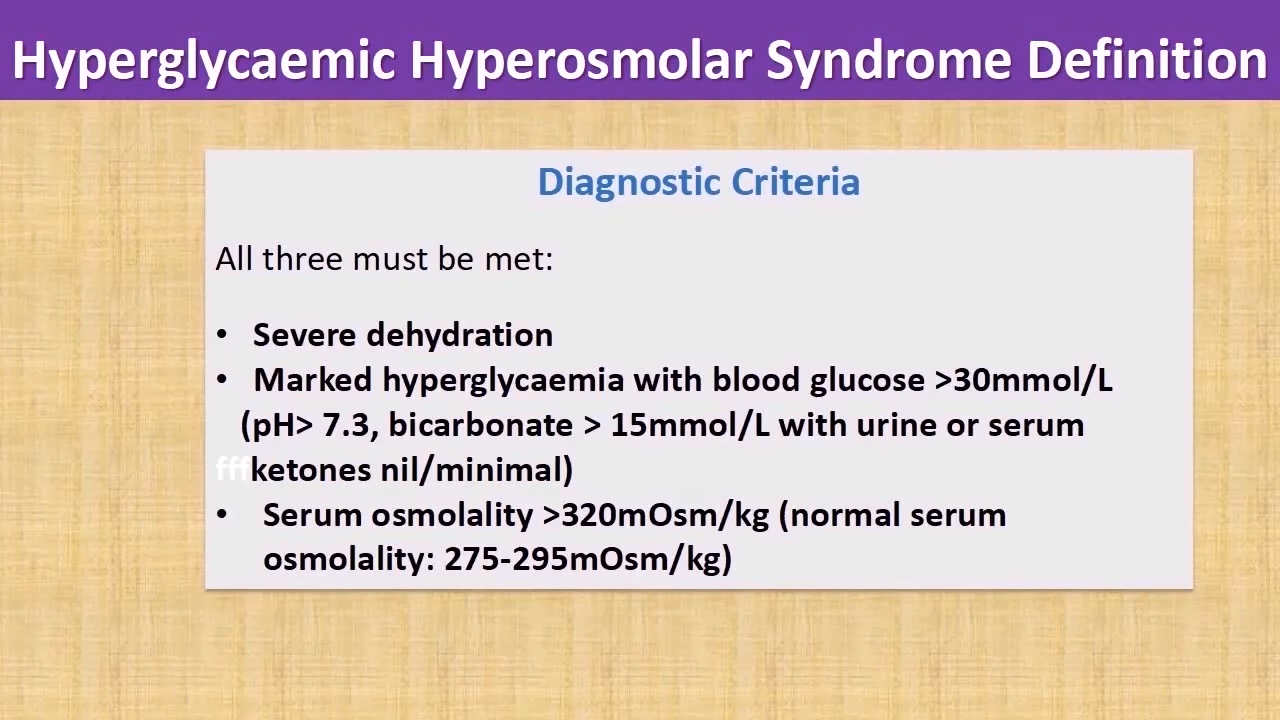 Hyperglycaemic Hyperosmolar Syndrome Definition
Diagnostic Criteria
All three must be met:
• Severe dehydration
• Marked hyperglycaemia with blood glucose >30mmol/L
(pH> 7.3, bicarbonate > 15mmol/L with urine or serum
fffketones nil/minimal)
• Serum osmolality >320mOsm/kg (normal serum
osmolality: 275-295mOsm/kg)